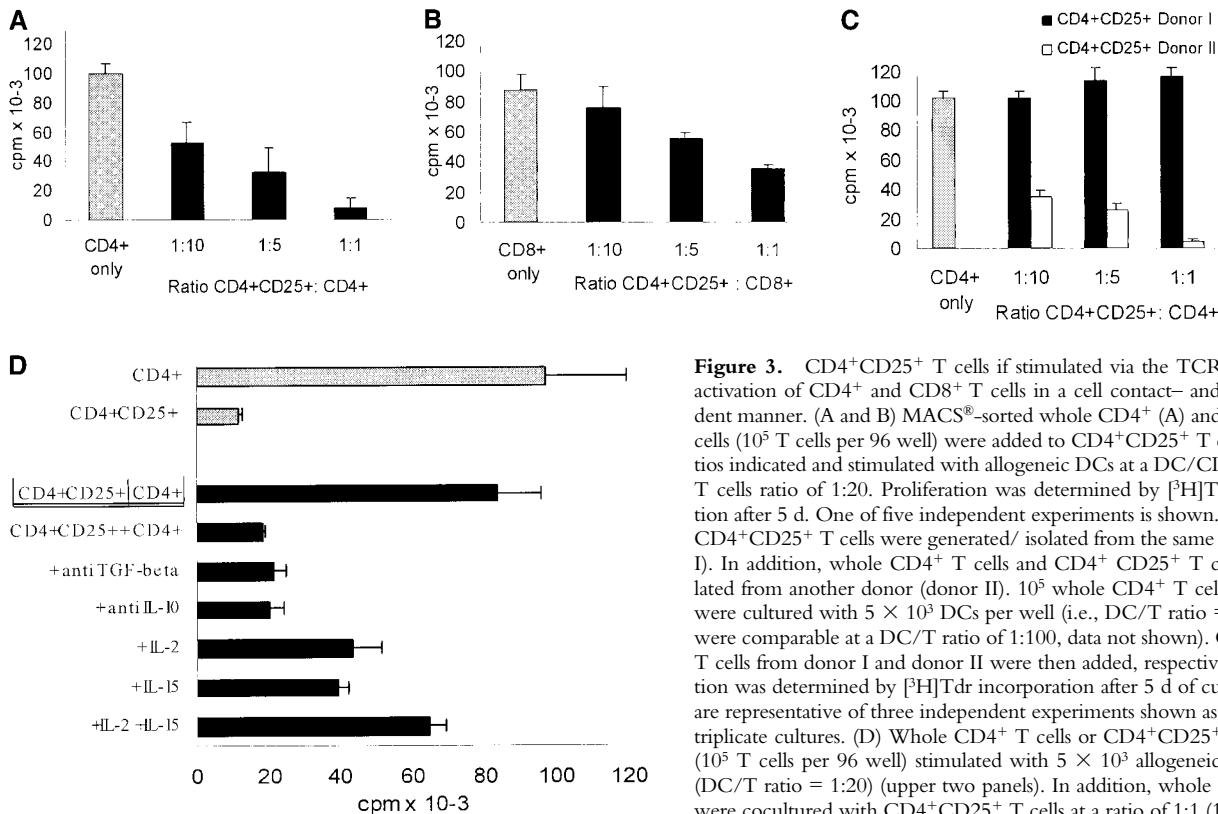 A
120
100
80
60
40
20
0
cpm x 10-3
CD4+ only
1:10
1:5
1:1
Ratio CD4+CD25+: CD4+
B
120
100
80
60
40
20
0
cpm x 10-3
CD8+ only
1:10
1:5
1:1
Ratio CD4+CD25+ : CD8+
C
CD4+CD25+ Donor I
CD4+CD25+ Donor II
120
100
80
60
40
20
0
cpm x 10-3
CD4+ only
1:10
1:5
1:1
Ratio CD4+CD25+: CD4+
D
CD4+
CD4+CD25+
CD4+CD25+ CD4+
CD4+CD25++CD4+
+antiTGF-beta
+antiIL-10
+IL-2
+IL-15
+IL-2 +IL-15
0 20 40 60 80 100 120
cpm x 10-3
Figure 3. CD4⁺CD25⁺ T cells if stimulated via the TCR
activation of CD4⁺ and CD8⁺ T cells in a cell contact– and
dent manner. (A and B) MACS®-sorted whole CD4⁺ (A) and
cells (10⁵ T cells per 96 well) were added to CD4⁺CD25⁺ T
tios indicated and stimulated with allogeneic DCs at a DC/
T cells ratio of 1:20. Proliferation was determined by [³H]T
tion after 5 d. One of five independent experiments is shown.
CD4⁺CD25⁺ T cells were generated/ isolated from the same
I). In addition, whole CD4⁺ T cells and CD4⁺ CD25⁺ T
lated from another donor (donor II). 10⁵ whole CD4⁺ T cel
were cultured with 5 × 10³ DCs per well (i.e., DC/T ratio =
were comparable at a DC/T ratio of 1:100, data not shown).
T cells from donor I and donor II were then added, respectiv
tion was determined by [³H]Tdr incorporation after 5 d of cu
are representative of three independent experiments shown as
triplicate cultures. (D) Whole CD4⁺ T cells or CD4⁺CD25⁺
(10⁵ T cells per 96 well) stimulated with 5 × 10³ allogeneic
(DC/T ratio = 1:20) (upper two panels). In addition, whole
were cocultured with CD4⁺CD25⁺ T cells at a ratio of 1:1